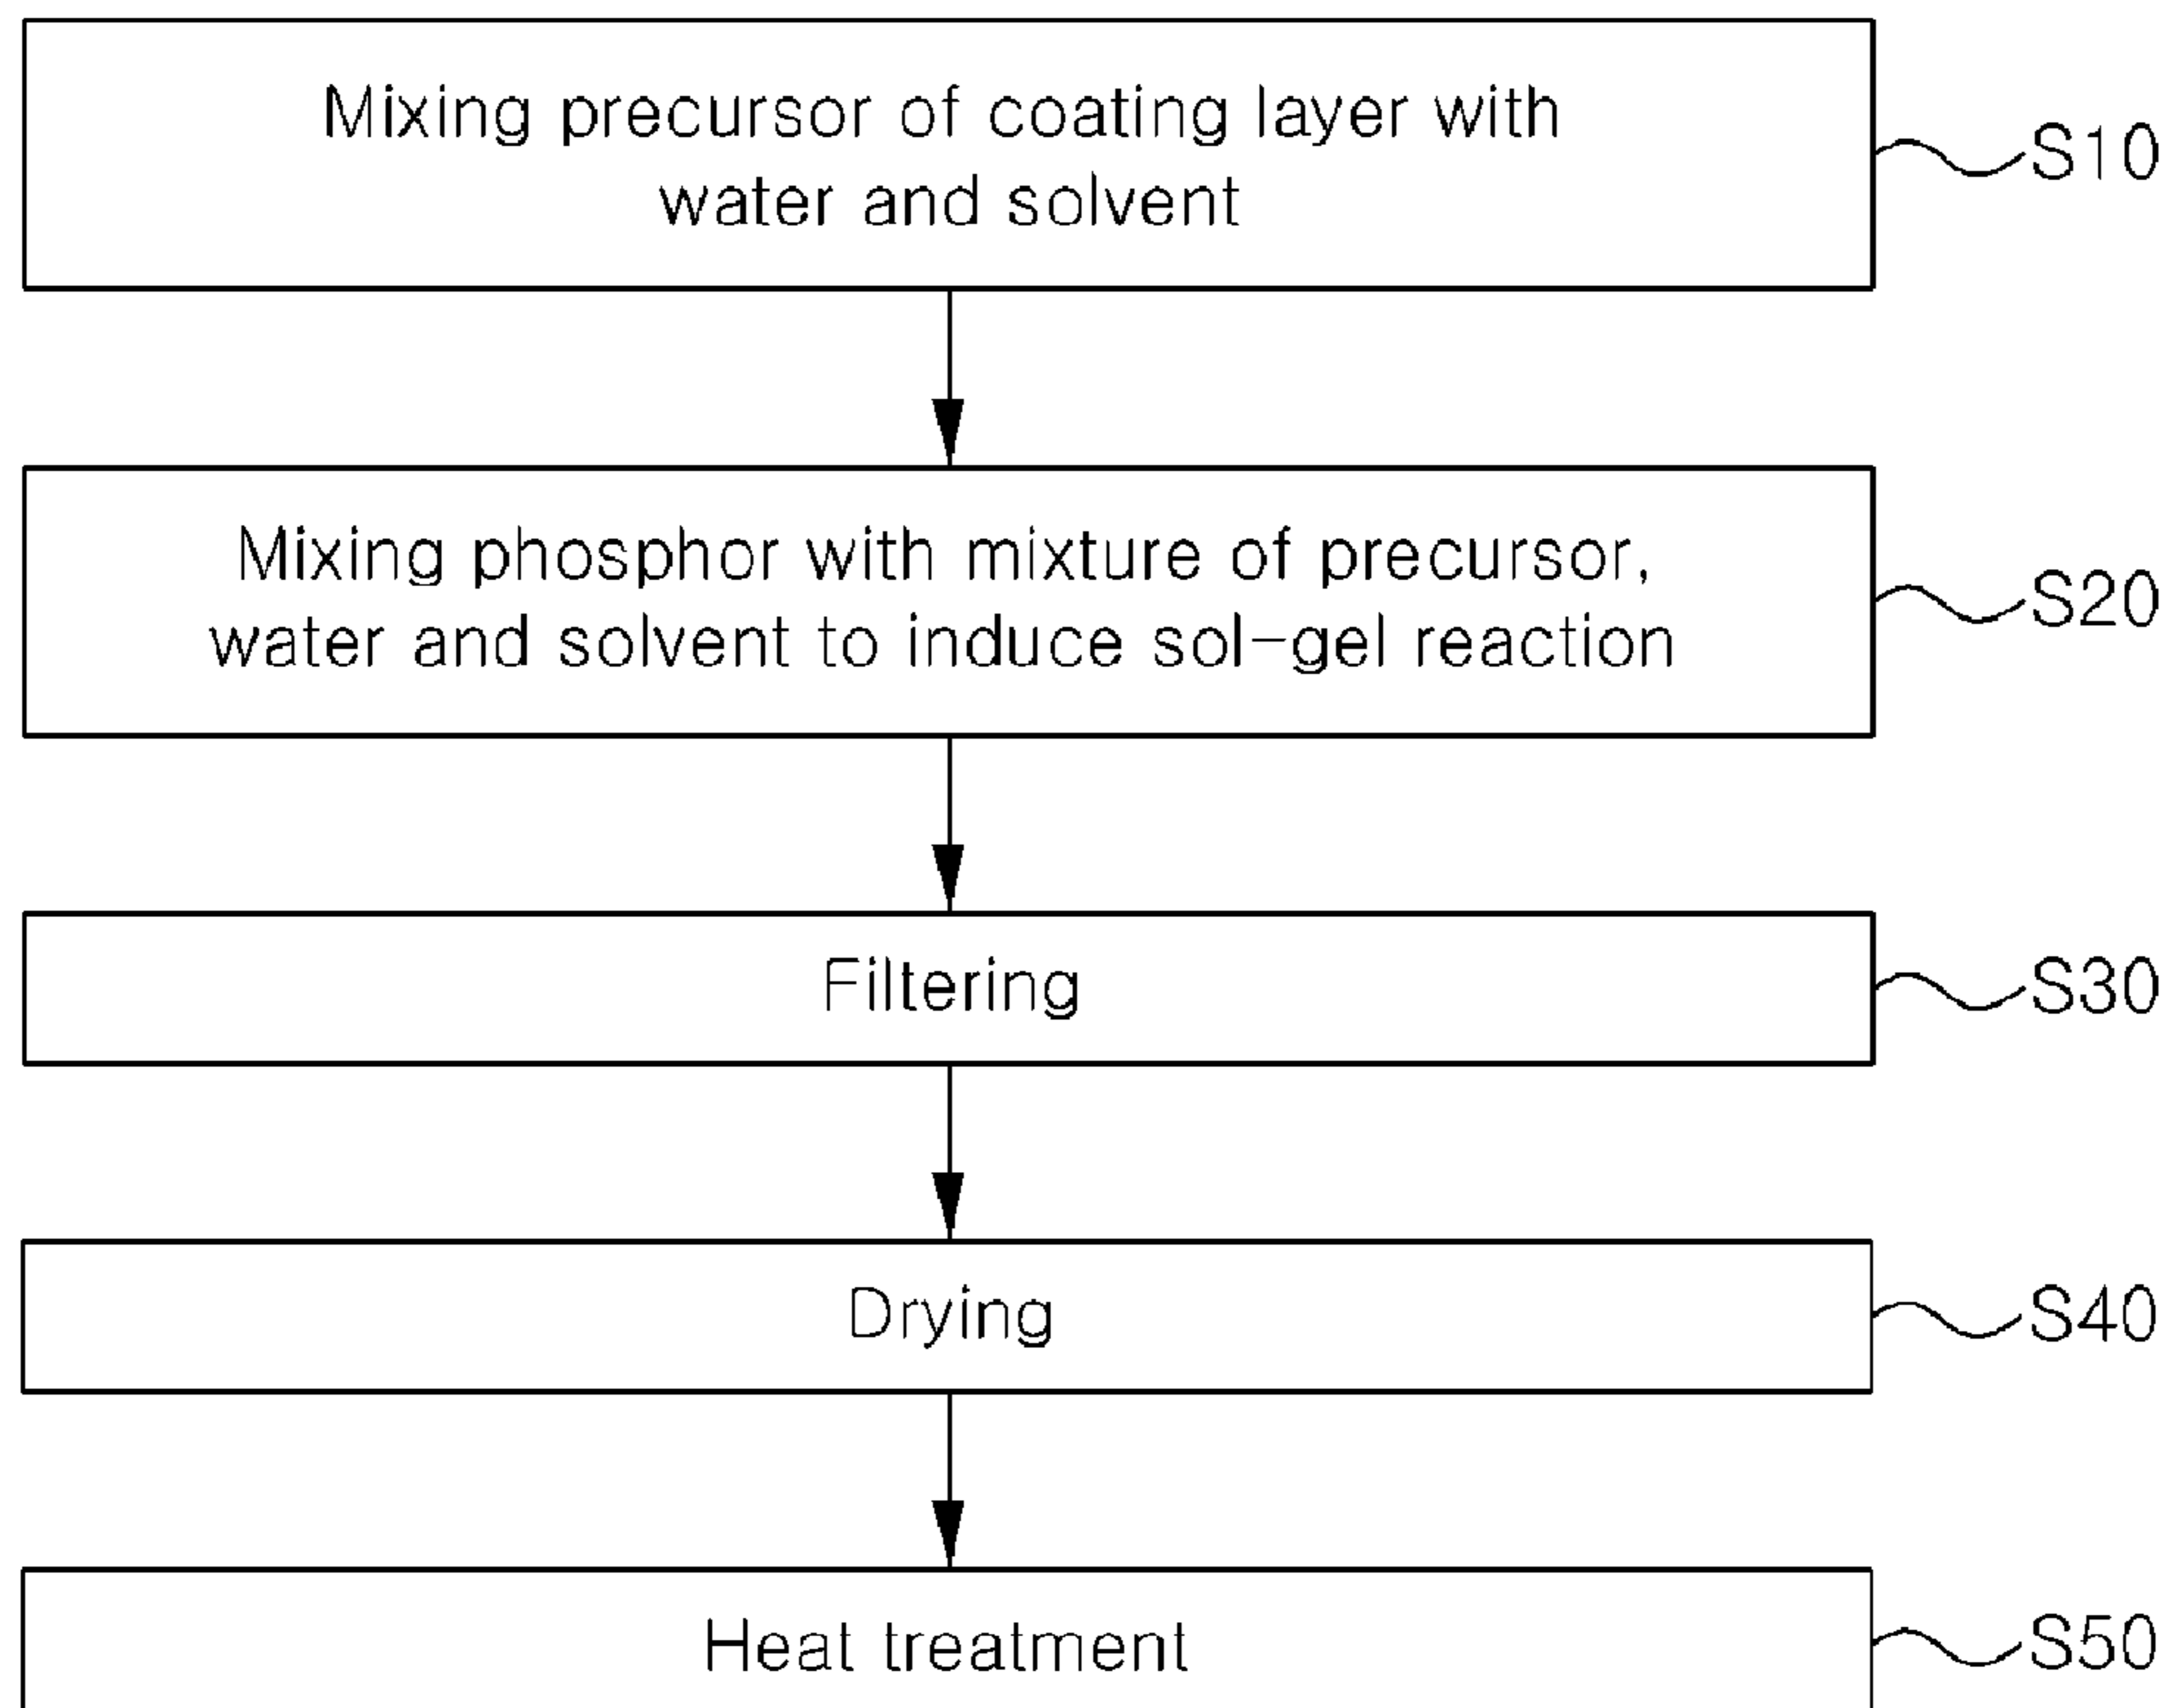 Mixing precursor of coating layer with
water and solvent
S10
Mixing phosphor with mixture of precursor,
water and solvent to induce sol-gel reaction
S20
Filtering
S30
Drying
S40
Heat treatment
S50